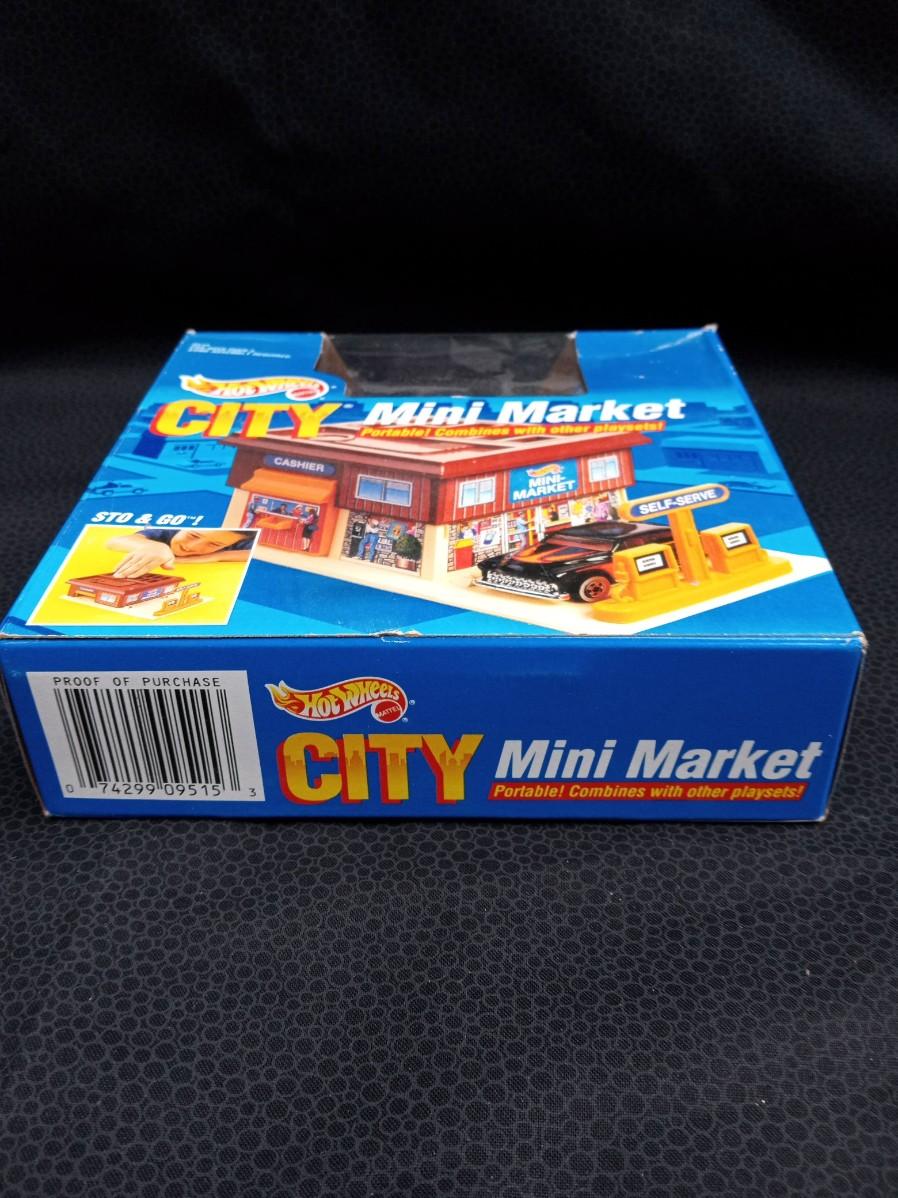 HOT WHEELS
CITY® Mini Market
Portable! Combines with other playsets!
CASHIER
MINI-
MARKET
SELF-SERVE
STO & GO™!
PROOF OF PURCHASE
0 74299 09515 3
HOT WHEELS®
MATTEL®
CITY Mini Market
Portable! Combines with other playsets!